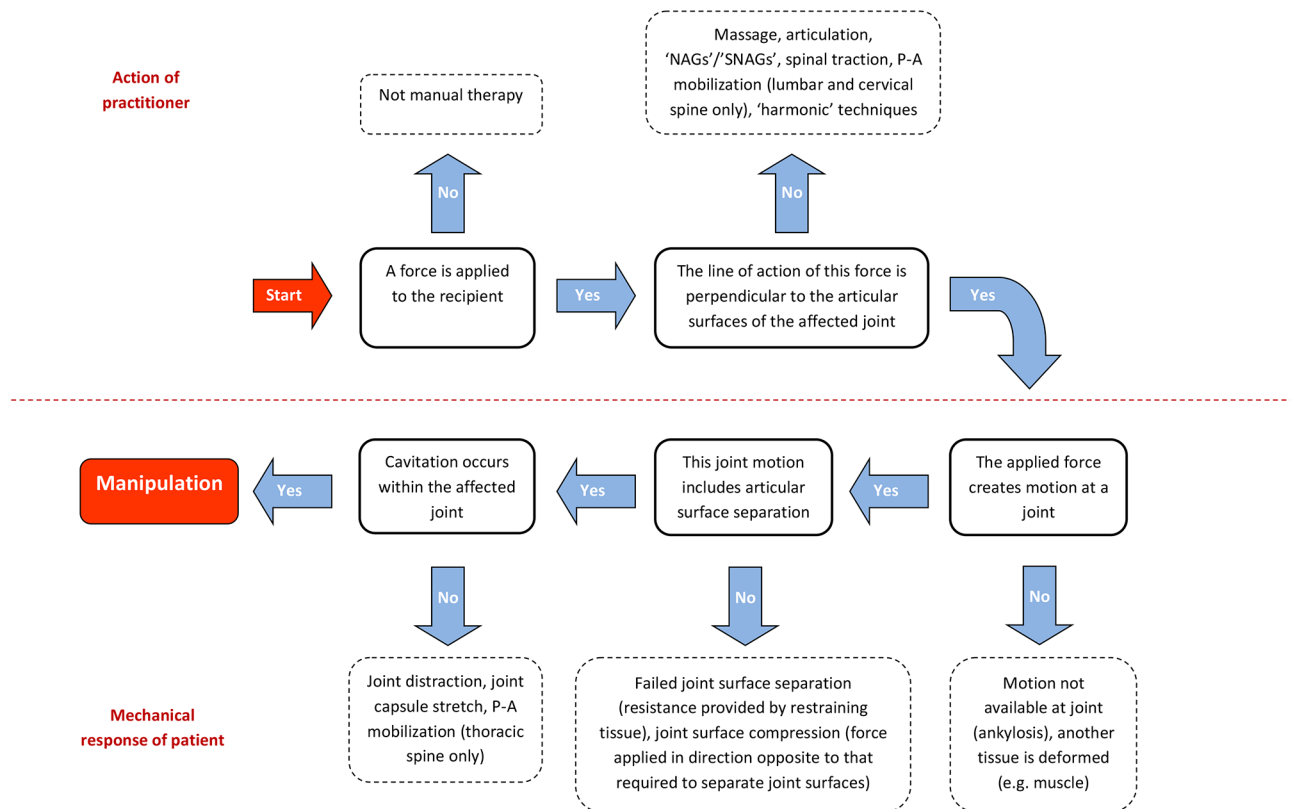 Action of
practitioner
Not manual therapy
Massage, articulation,
‘NAGs’/’SNAGs’, spinal traction, P-A
mobilization (lumbar and cervical
spine only), ‘harmonic’ techniques
No
No
Start
A force is applied
to the recipient
Yes
The line of action of this force is
perpendicular to the articular
surfaces of the affected joint
Yes
Manipulation
Yes
Cavitation occurs
within the affected
joint
Yes
This joint motion
includes articular
surface separation
Yes
The applied force
creates motion at a
joint
No
No
No
Mechanical
response of patient
Joint distraction, joint
capsule stretch, P-A
mobilization (thoracic
spine only)
Failed joint surface separation
(resistance provided by restraining
tissue), joint surface compression (force
applied in direction opposite to that
required to separate joint surfaces)
Motion not
available at joint
(ankylosis), another
tissue is deformed
(e.g. muscle)